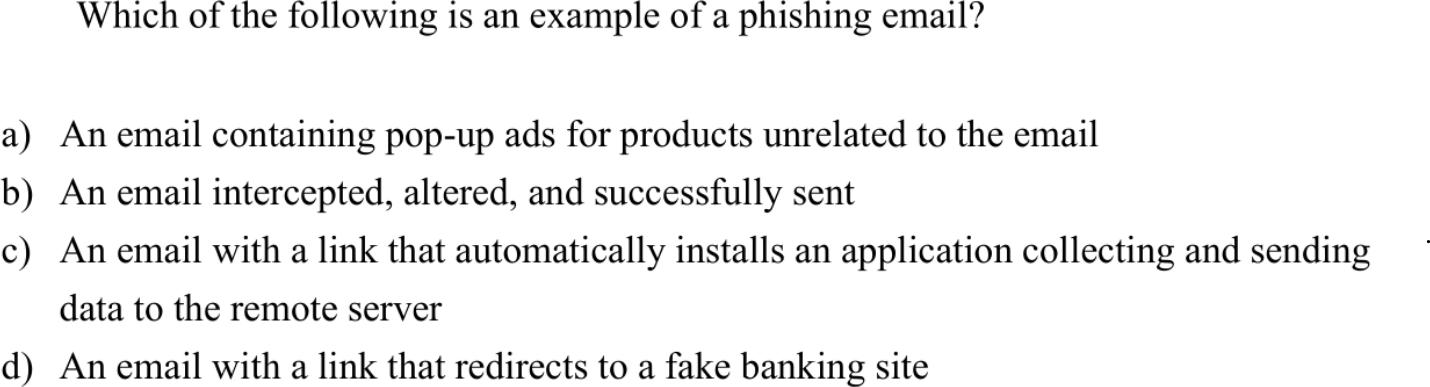 Which of the following is an example of a phishing email?
a) An email containing pop-up ads for products unrelated to the email
b) An email intercepted, altered, and successfully sent
c) An email with a link that automatically installs an application collecting and sending
data to the remote server
d) An email with a link that redirects to a fake banking site